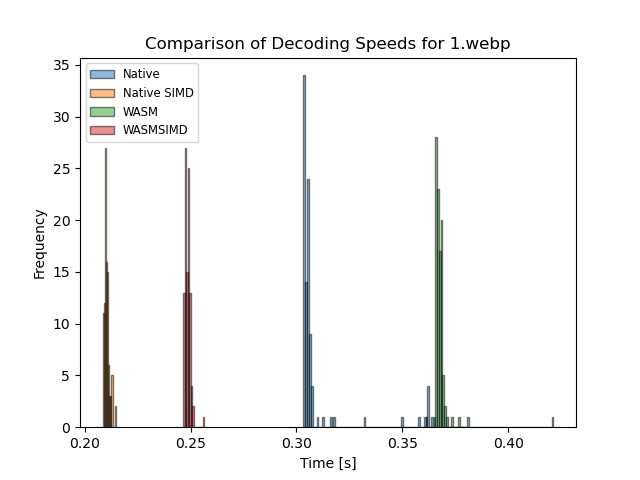 Comparison of Decoding Speeds for 1.webp
35
30
25
20
15
10
5
0
Frequency
Native
Native SIMD
WASM
WASMSIMD
0.20 0.25 0.30 0.35 0.40
Time [s]